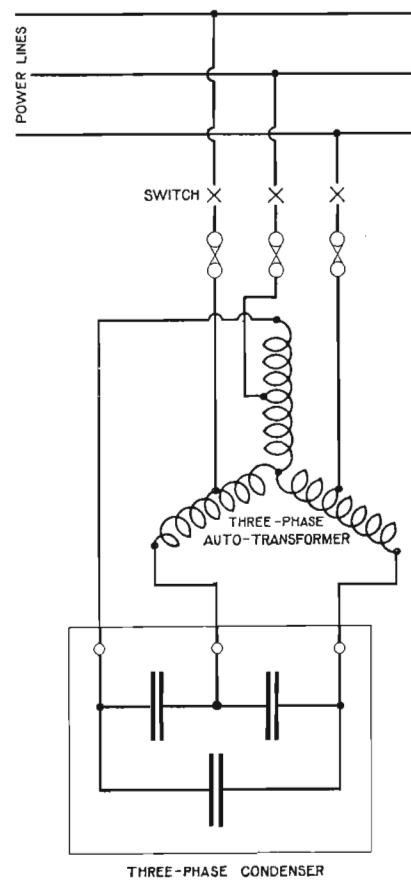 POWER LINES
SWITCH
THREE-PHASE
AUTO-TRANSFORMER
THREE-PHASE CONDENSER